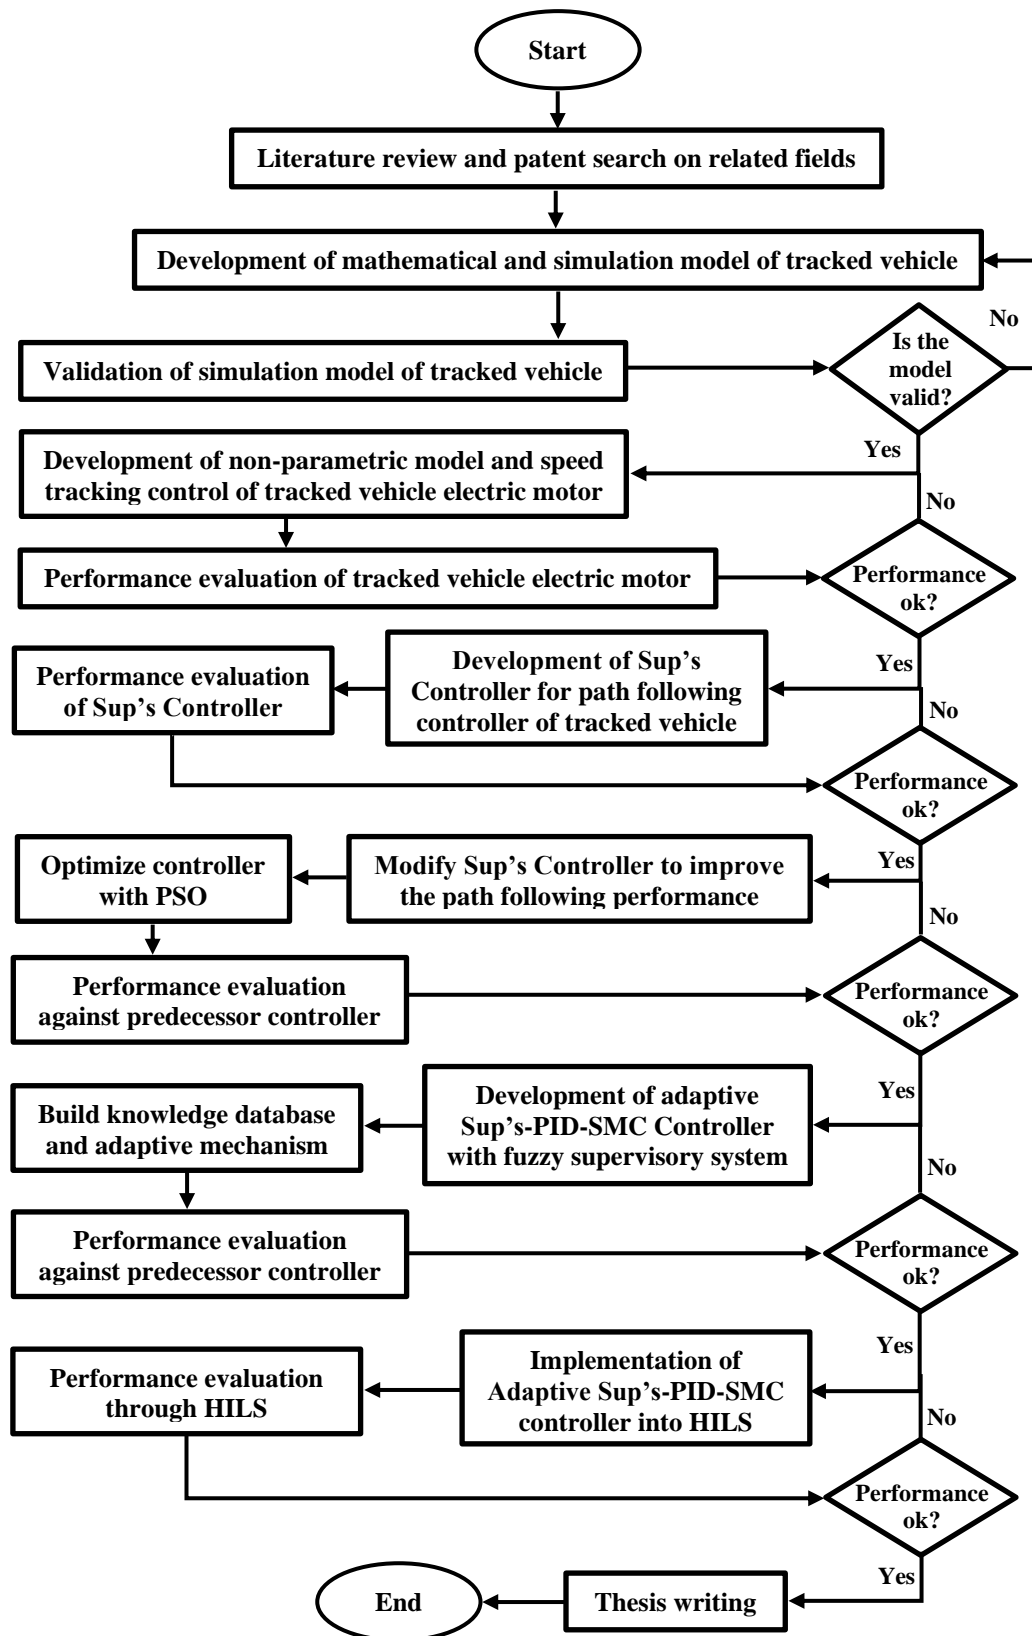 Start
Literature review and patent search on related fields
Development of mathematical and simulation model of tracked vehicle
No
Is the
model
valid?
Validation of simulation model of tracked vehicle
Yes
Development of non-parametric model and speed
tracking control of tracked vehicle electric motor
No
Performance evaluation of tracked vehicle electric motor
Performance
ok?
Yes
Development of Sup’s
Controller for path following
controller of tracked vehicle
Performance evaluation
of Sup’s Controller
No
Performance
ok?
Yes
Modify Sup’s Controller to improve
the path following performance
Optimize controller
with PSO
No
Performance evaluation
against predecessor controller
Performance
ok?
Yes
Development of adaptive
Sup’s-PID-SMC Controller
with fuzzy supervisory system
Build knowledge database
and adaptive mechanism
No
Performance evaluation
against predecessor controller
Performance
ok?
Yes
Implementation of
Adaptive Sup’s-PID-SMC
controller into HILS
Performance evaluation
through HILS
No
Performance
ok?
Yes
Thesis writing
End